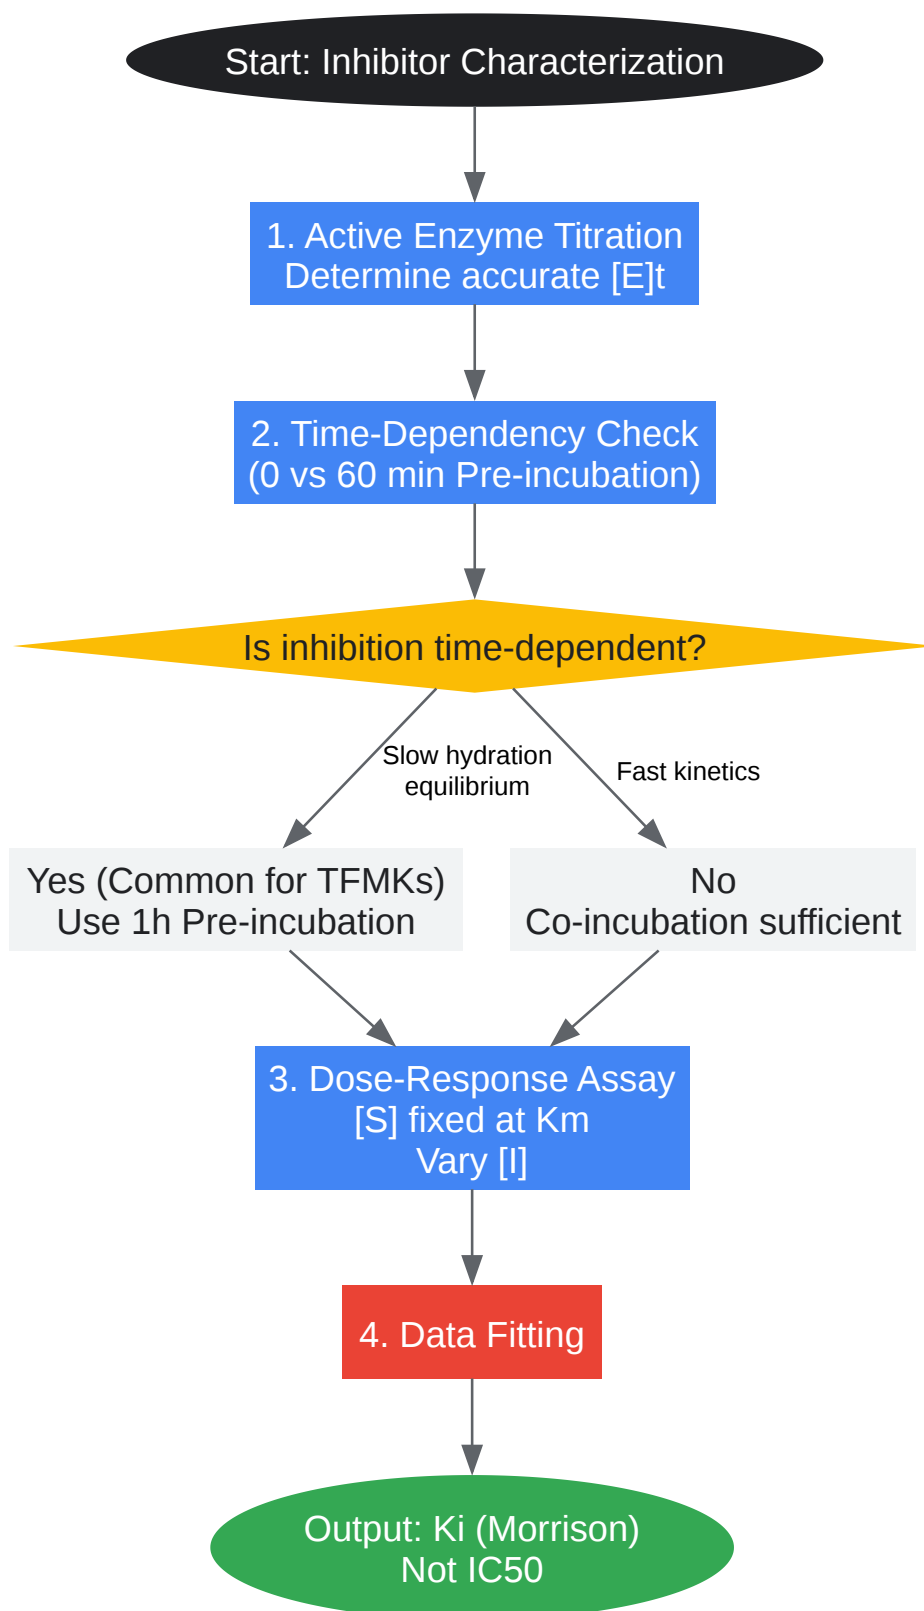 Start: Inhibitor Characterization
1. Active Enzyme Titration
Determine accurate [E]t
2. Time-Dependency Check
(0 vs 60 min Pre-incubation)
Is inhibition time-dependent?
Slow hydration
equilibrium
Fast kinetics
Yes (Common for TFMKs)
Use 1h Pre-incubation
No
Co-incubation sufficient
3. Dose-Response Assay
[S] fixed at Km
Vary [I]
4. Data Fitting
Output: Ki (Morrison)
Not IC50